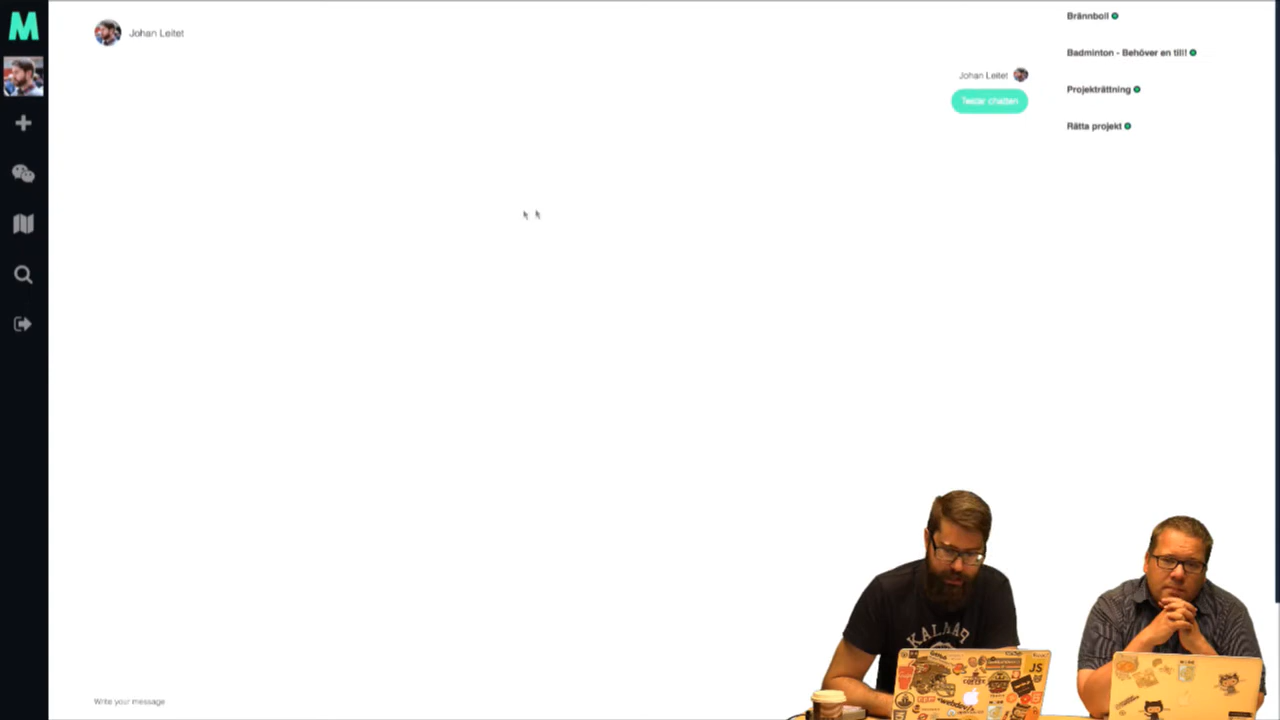 M
Johan Leitet
Johan Leitet
Testar chatten
Brännboll
Badminton - Behöver en till!
Projekträttning
Rätta projekt
Write your message
KALMAR
JS
COFFEE